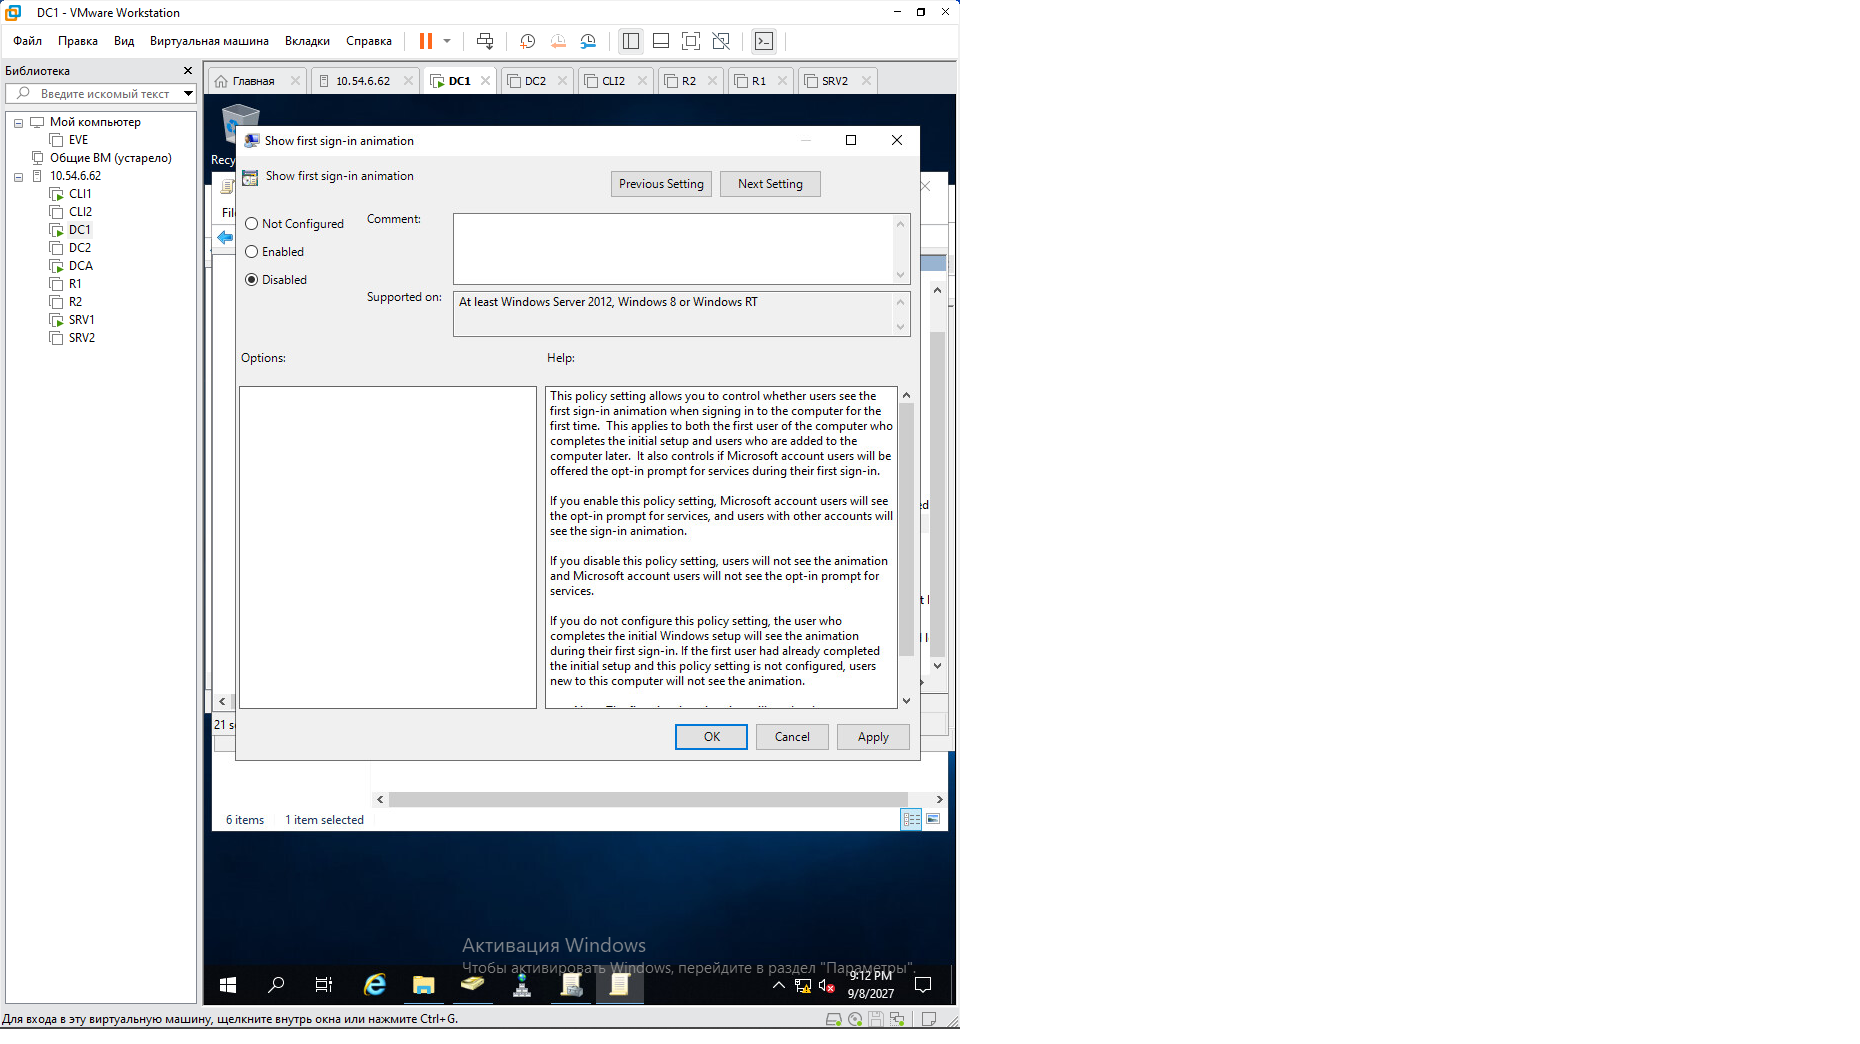 DC1 - VMware Workstation
Файл Правка Вид Виртуальная машина Вкладки Справка
Библиотека
Введите искомый текст
Мой компьютер
EVE
Общие ВМ (устарело)
10.54.6.62
CLI1
CLI2
DC1
DC2
DCA
R1
R2
SRV1
SRV2
Главная 10.54.6.62 DC1 DC2 CLI2 R2 R1 SRV2
Show first sign-in animation
Show first sign-in animation
Previous Setting Next Setting
Not Configured
Enabled
Disabled
Comment:
Supported on:
At least Windows Server 2012, Windows 8 or Windows RT
Options:
Help:
This policy setting allows you to control whether users see the
first sign-in animation when signing in to the computer for the
first time.  This applies to both the first user of the computer who
completes the initial setup and users who are added to the
computer later.  It also controls if Microsoft account users will be
offered the opt-in prompt for services during their first sign-in.
If you enable this policy setting, Microsoft account users will see
the opt-in prompt for services, and users with other accounts will
see the sign-in animation.
If you disable this policy setting, users will not see the animation
and Microsoft account users will not see the opt-in prompt for
services.
If you do not configure this policy setting, the user who
completes the initial Windows setup will see the animation
during their first sign-in. If the first user had already completed
the initial setup and this policy setting is not configured, users
new to this computer will not see the animation.
OK Cancel Apply
6 items 1 item selected
Активация Windows
Чтобы активировать Windows, перейдите в раздел "Параметры".
9:12 PM
9/8/2027
Для входа в эту виртуальную машину, щелкните внутрь окна или нажмите Ctrl+G.